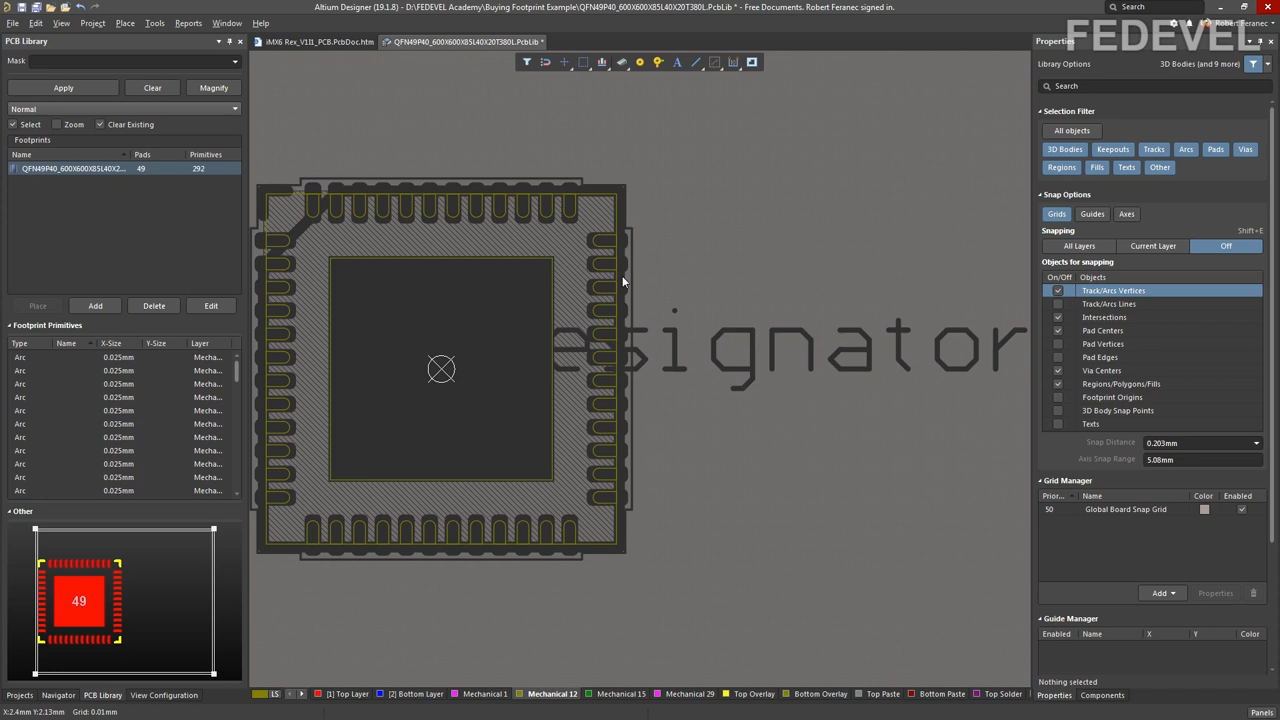 Altium Designer (19.1.8) - D:\FEDEVEL Academy\Buying Footprint Example\QFN49P40_600X600X85L40X20T380L.PcbLib * - Free Documents. Robert Feranec signed in.
Search
File Edit View Project Place Tools Reports Window Help
Robert Feranec
FEDEVEL
PCB Library
iMX6 Rex_V1I1_PCB.PcbDoc.htm
QFN49P40_600X600X85L40X20T380L.PcbLib *
Properties
Mask
Library Options
3D Bodies (and 9 more)
Apply Clear Magnify
Search
Normal
Select Zoom Clear Existing
Footprints
Name Pads Primitives
QFN49P40_600X600X85L40X2... 49 292
Place Add Delete Edit
Footprint Primitives
Type Name X-Size Y-Size Layer
Arc 0.025mm Mecha...
Arc 0.025mm Mecha...
Arc 0.025mm Mecha...
Arc 0.025mm Mecha...
Arc 0.025mm Mecha...
Arc 0.025mm Mecha...
Arc 0.025mm Mecha...
Arc 0.025mm Mecha...
Arc 0.025mm Mecha...
Arc 0.025mm Mecha...
Arc 0.025mm Mecha...
Other
49
Projects Navigator PCB Library View Configuration
esignator
Selection Filter
All objects
3D Bodies Keepouts Tracks Arcs Pads Vias
Regions Fills Texts Other
Snap Options
Grids Guides Axes
Snapping Shift+E
All Layers Current Layer Off
Objects for snapping
On/Off Objects
Track/Arcs Vertices
Track/Arcs Lines
Intersections
Pad Centers
Pad Vertices
Pad Edges
Via Centers
Regions/Polygons/Fills
Footprint Origins
3D Body Snap Points
Texts
Snap Distance 0.203mm
Axis Snap Range 5.08mm
Grid Manager
Prior... Name Color Enabled
50 Global Board Snap Grid
Add Properties
Guide Manager
Enabled Name X Y Color
Nothing selected
LS [1] Top Layer [2] Bottom Layer Mechanical 1 Mechanical 12 Mechanical 15 Mechanical 29 Top Overlay Bottom Overlay Top Paste Bottom Paste Top Solder
Properties Components
X:2.4mm Y:2.13mm Grid: 0.01mm
Panels